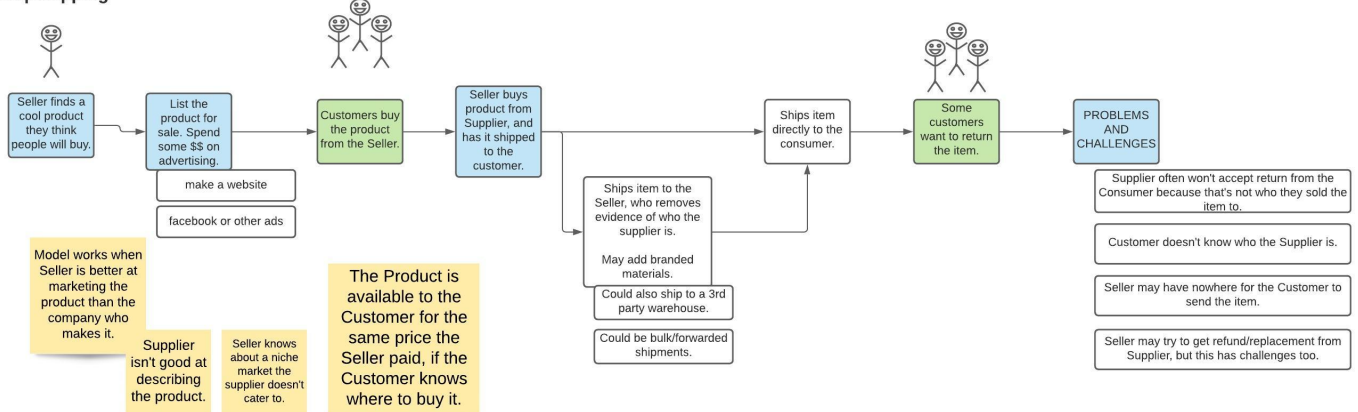 Seller finds a
cool product
they think
people will buy.
List the
product for
sale. Spend
some $$ on
advertising.
make a website
facebook or other ads
Customers buy
the product
from the Seller.
Seller buys
product from
Supplier, and
has it shipped
to the
customer.
Ships item to the
Seller, who removes
evidence of who the
supplier is.
May add branded
materials.
Could also ship to a 3rd
party warehouse.
Could be bulk/forwarded
shipments.
Ships item
directly to the
consumer.
Some
customers
want to return
the item.
PROBLEMS
AND
CHALLENGES
Supplier often won't accept return from the
Consumer because that's not who they sold the
item to.
Customer doesn't know who the Supplier is.
Seller may have nowhere for the Customer to
send the item.
Seller may try to get refund/replacement from
Supplier, but this has challenges too.
Model works when
Seller is better at
marketing the
product than the
company who
makes it.
Supplier
isn't good at
describing
the product.
Seller knows
about a niche
market the
supplier doesn't
cater to.
The Product is
available to the
Customer for the
same price the
Seller paid, if the
Customer knows
where to buy it.